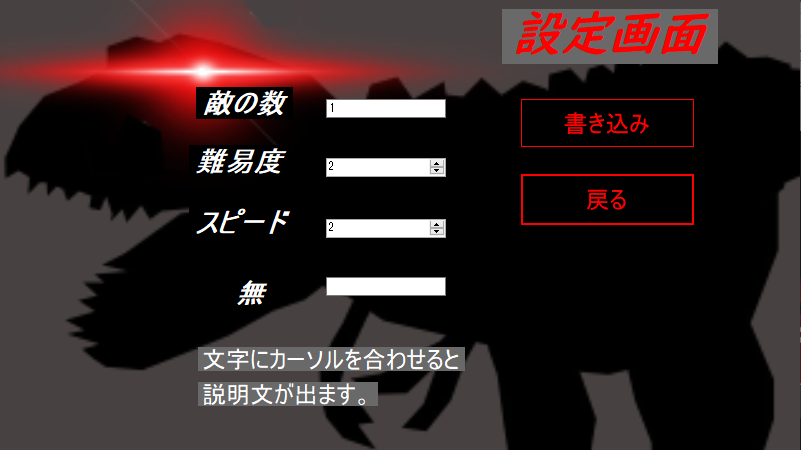 設定画面
敵の数
1
書き込み
難易度
2
戻る
スピード
2
無
文字にカーソルを合わせると
説明文が出ます。